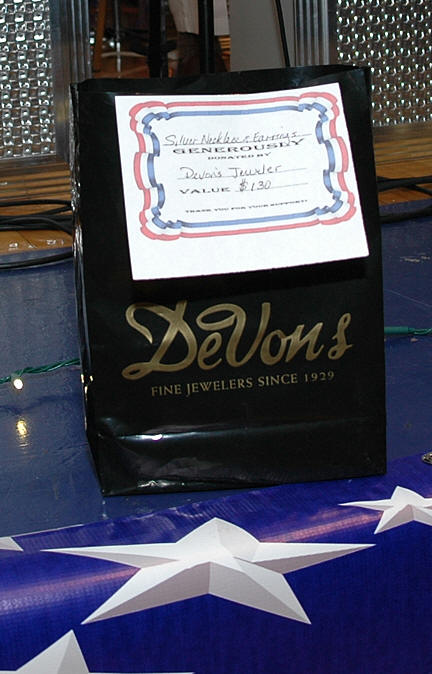 Silver Necklace & Earrings
GENEROUSLY
DONATED BY
Devon's Jeweler
VALUE $130
THANK YOU FOR YOUR SUPPORT!
DeVon's
FINE JEWELERS SINCE 1929